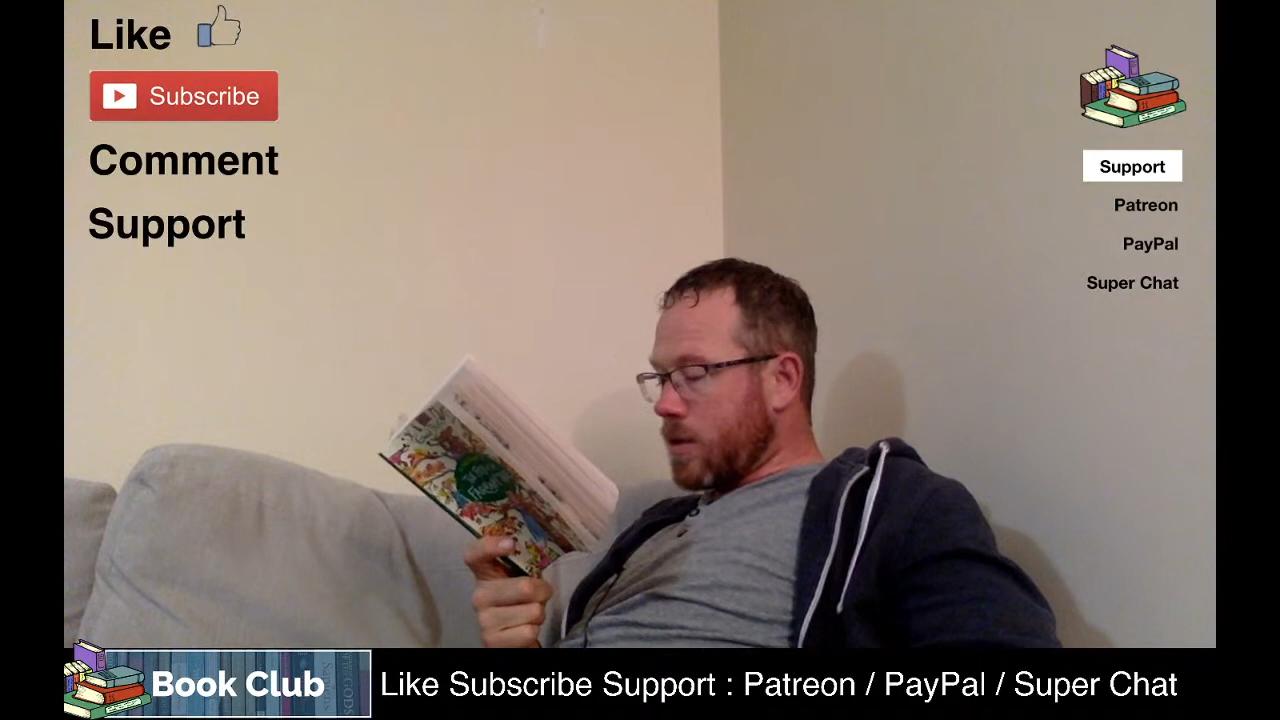 Like
Subscribe
Comment
Support
Support
Patreon
PayPal
Super Chat
Book Club
Like Subscribe Support : Patreon / PayPal / Super Chat